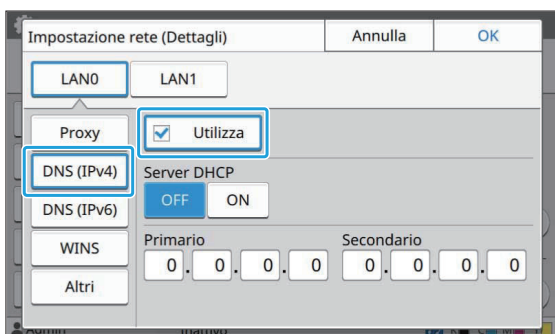 Impostazione rete (Dettagli) Annulla OK
LAN0 LAN1
Proxy Utilizza
DNS (IPv4) Server DHCP
OFF ON
DNS (IPv6)
WINS Primario Secondario
0 . 0 . 0 . 0 0 . 0 . 0 . 0
Altri